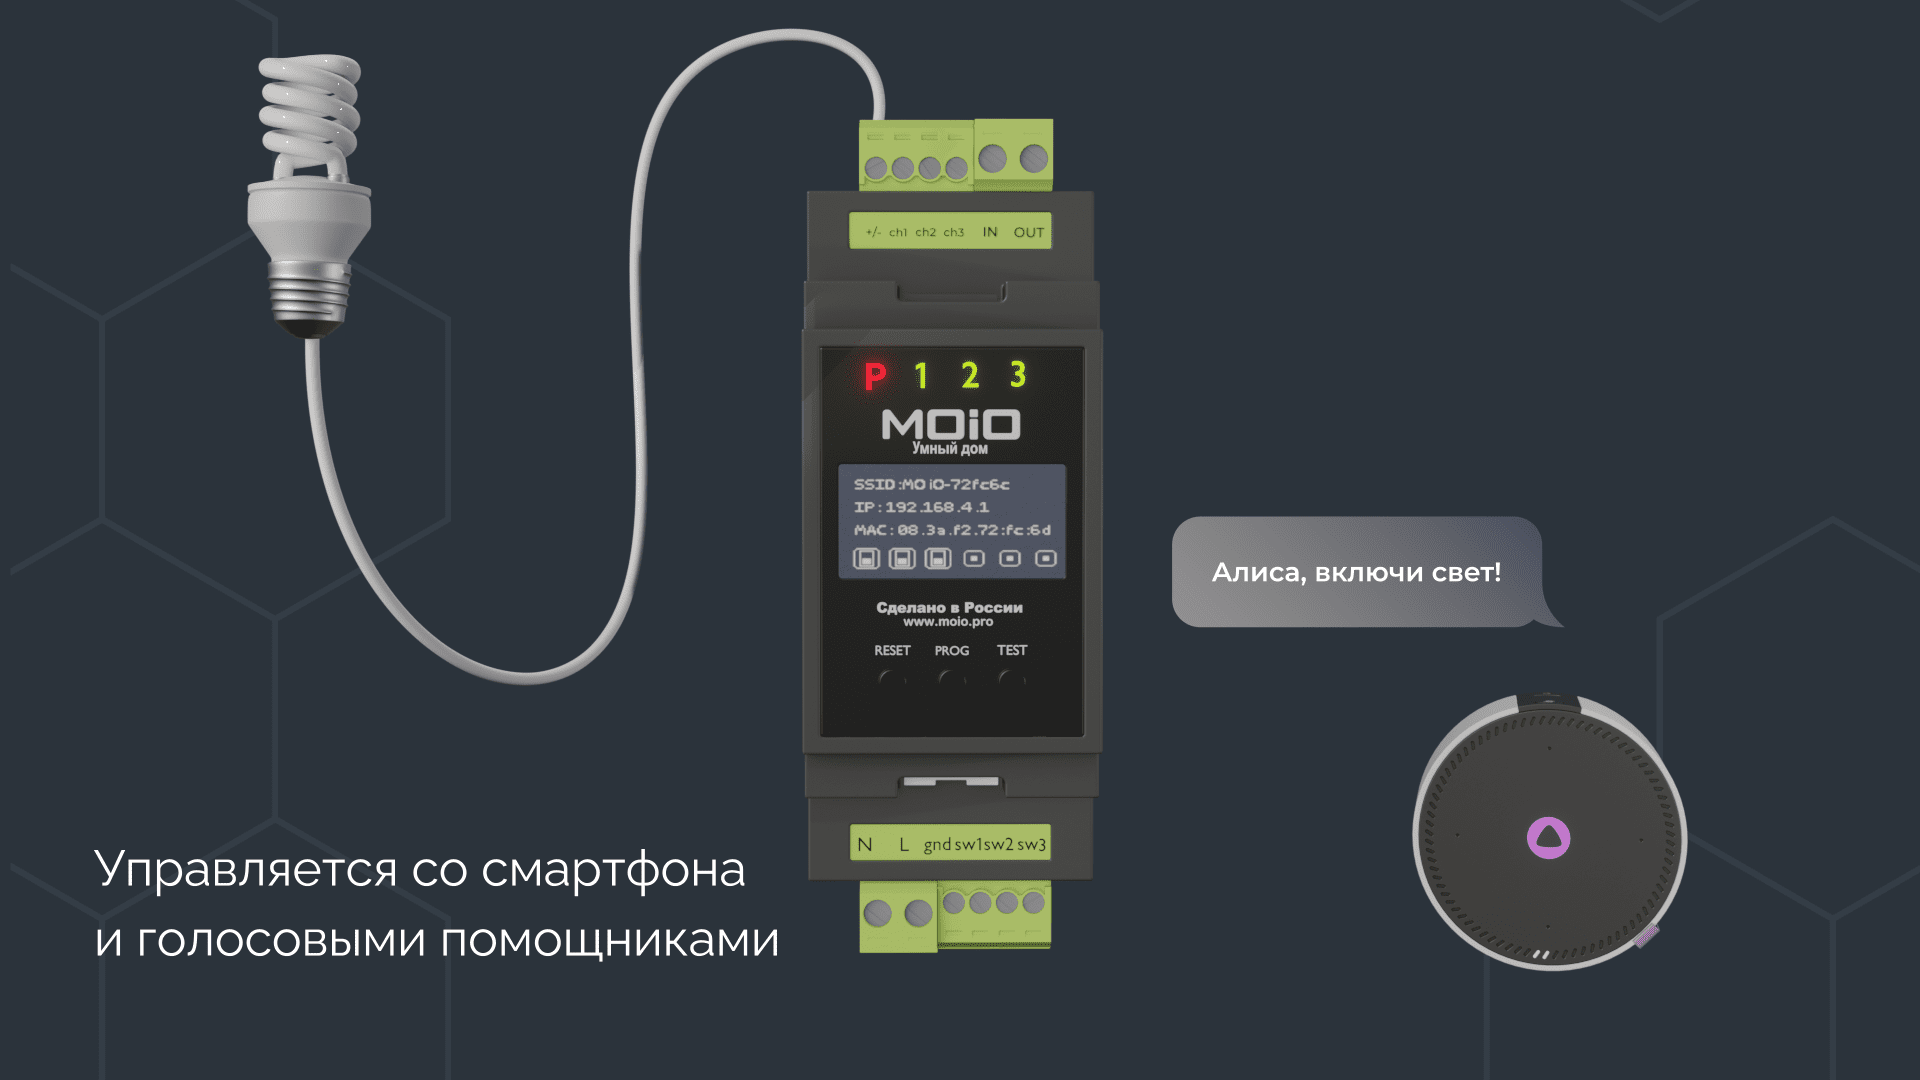 +/- ch1 ch2 ch3 IN OUT
P 1 2 3
MOiO
Умный дом
SSID:MOiO-72fc6c
IP:192.168.4.1
MAC:08.3a.f2.72:fc:6d
Сделано в России
www.moio.pro
RESET PROG TEST
N L gnd sw1 sw2 sw3
Алиса, включи свет!
Управляется со смартфона
и голосовыми помощниками